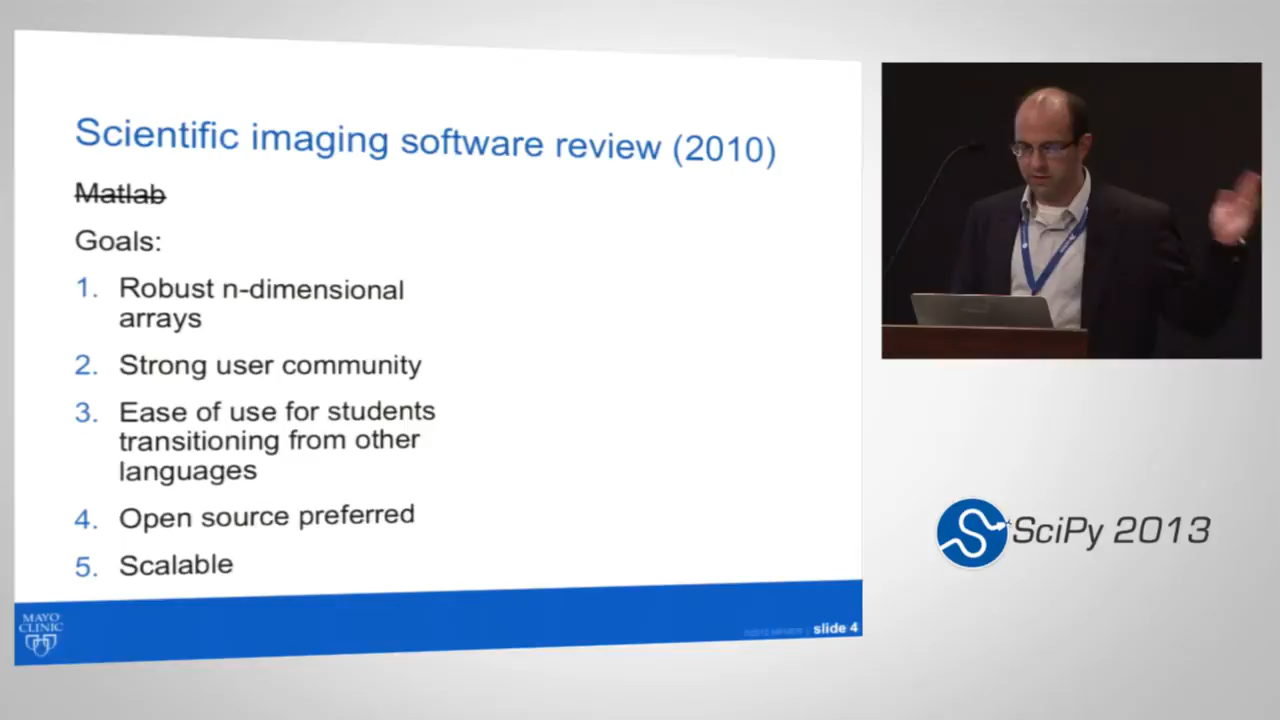 Scientific imaging software review (2010)
Matlab
Goals:
1. Robust n-dimensional
arrays
2. Strong user community
3. Ease of use for students
transitioning from other
languages
4. Open source preferred
5. Scalable
MAYO
CLINIC
slide 4
SciPy 2013